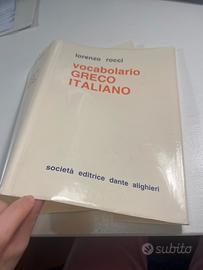 lorenzo rocci
vocabolario
GRECO
ITALIANO
società editrice dante alighieri
subito